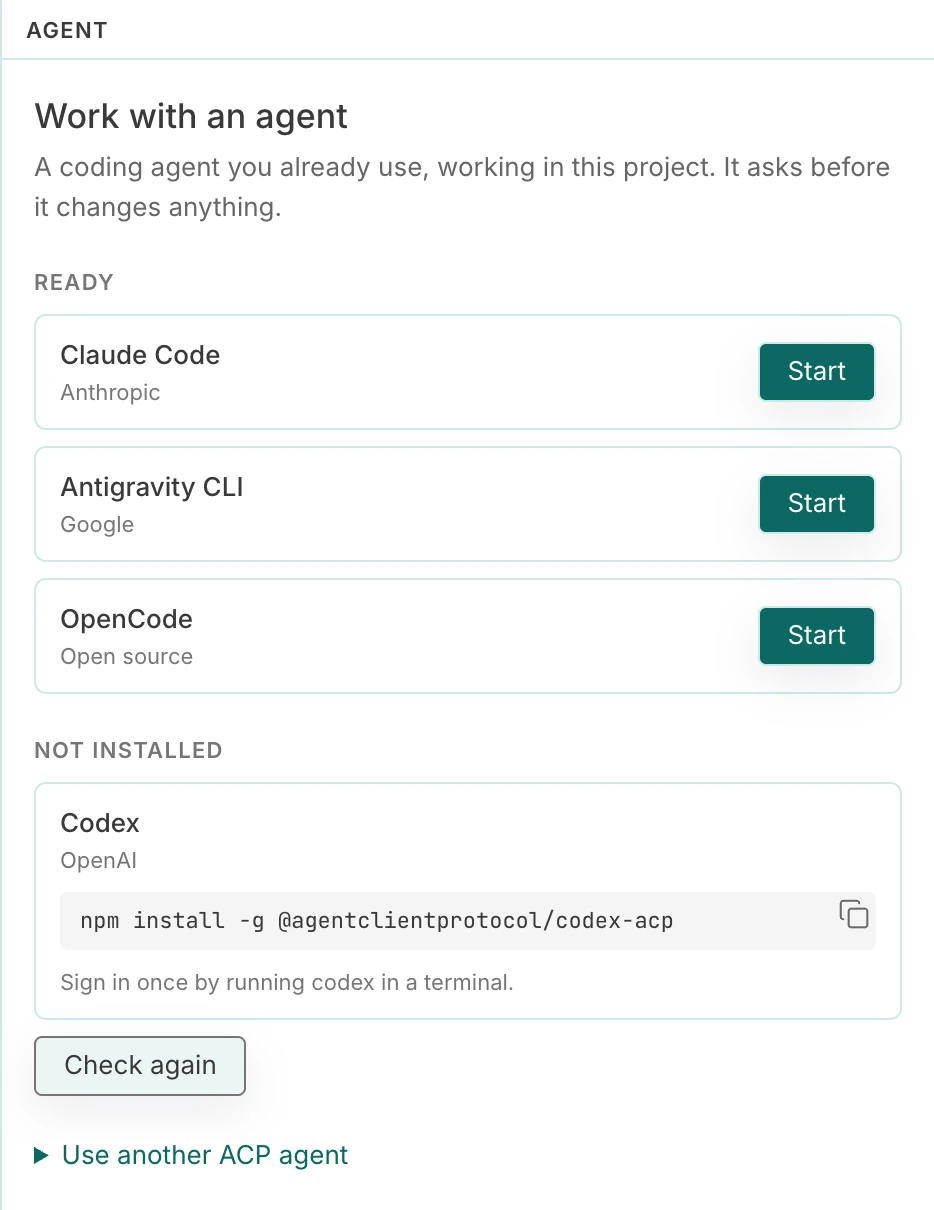 AGENT
Work with an agent
A coding agent you already use, working in this project. It asks before
it changes anything.
READY
Claude Code
Anthropic
Start
Antigravity CLI
Google
Start
OpenCode
Open source
Start
NOT INSTALLED
Codex
OpenAI
npm install -g @agentclientprotocol/codex-acp
Sign in once by running codex in a terminal.
Check again
Use another ACP agent